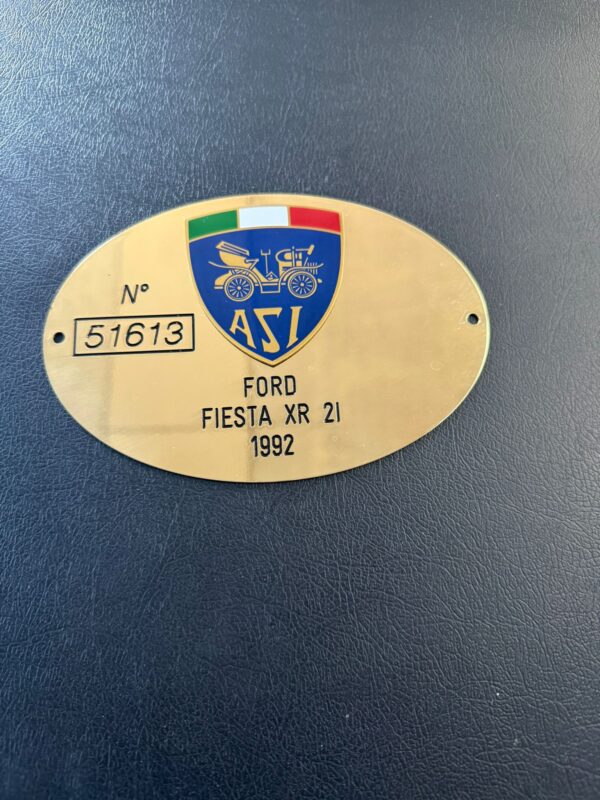 N°
51613
ASI
FORD
FIESTA XR 2I
1992